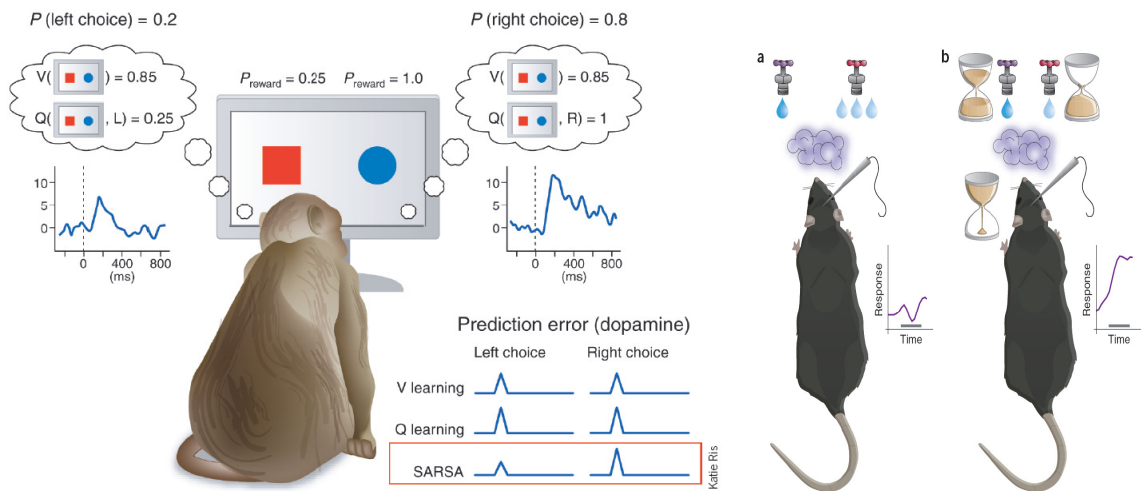 P (left choice) = 0.2
V( ) = 0.85
Q( , L) = 0.25
P reward = 0.25 P reward = 1.0
P (right choice) = 0.8
V( ) = 0.85
Q( , R) = 1
10
5
0
0 400 800
(ms)
10
5
0
0 400 800
(ms)
Prediction error (dopamine)
Left choice Right choice
V learning
Q learning
SARSA
Katie Ris
a
Response
Time
b
Response
Time